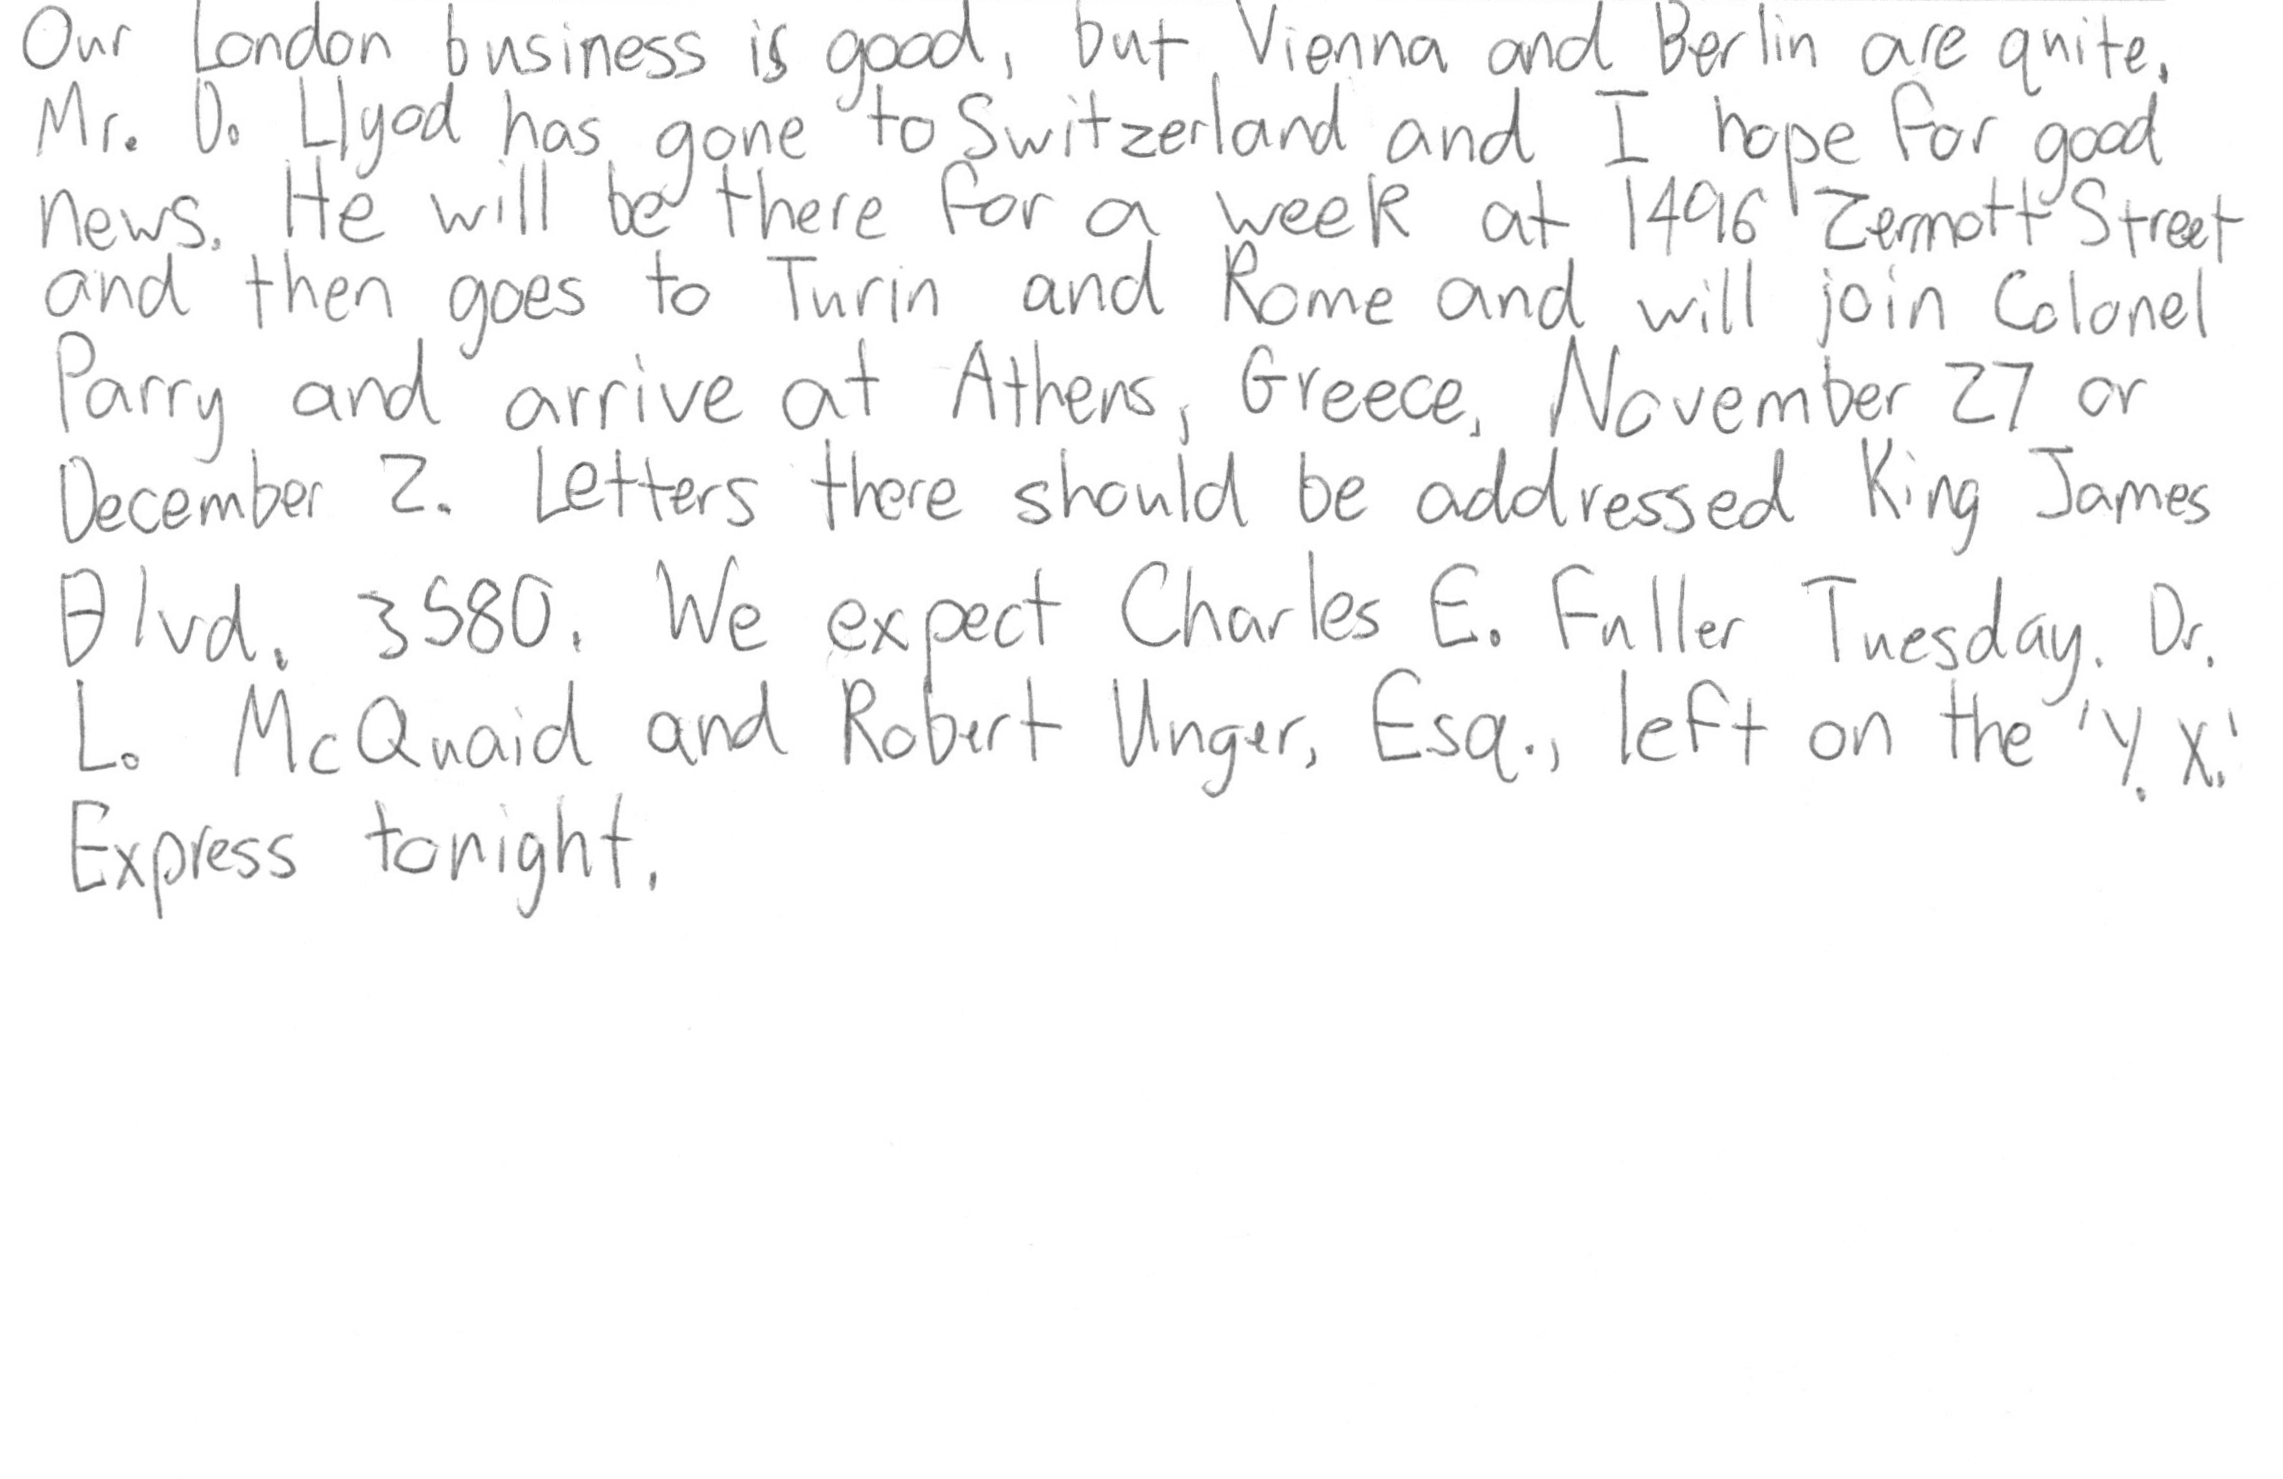 Our London business is good, but Vienna and Berlin are quite.
Mr. D. Llyod has gone to Switzerland and I hope for good
news. He will be there for a week at 1496 Zermott Street
and then goes to Turin and Rome and will join Colonel
Parry and arrive at Athens, Greece, November 27 or
December 2. Letters there should be addressed King James
Blvd. 3580. We expect Charles E. Fuller Tuesday. Dr.
L. McQuaid and Robert Unger, Esq., left on the 'Y. X.'
Express tonight.